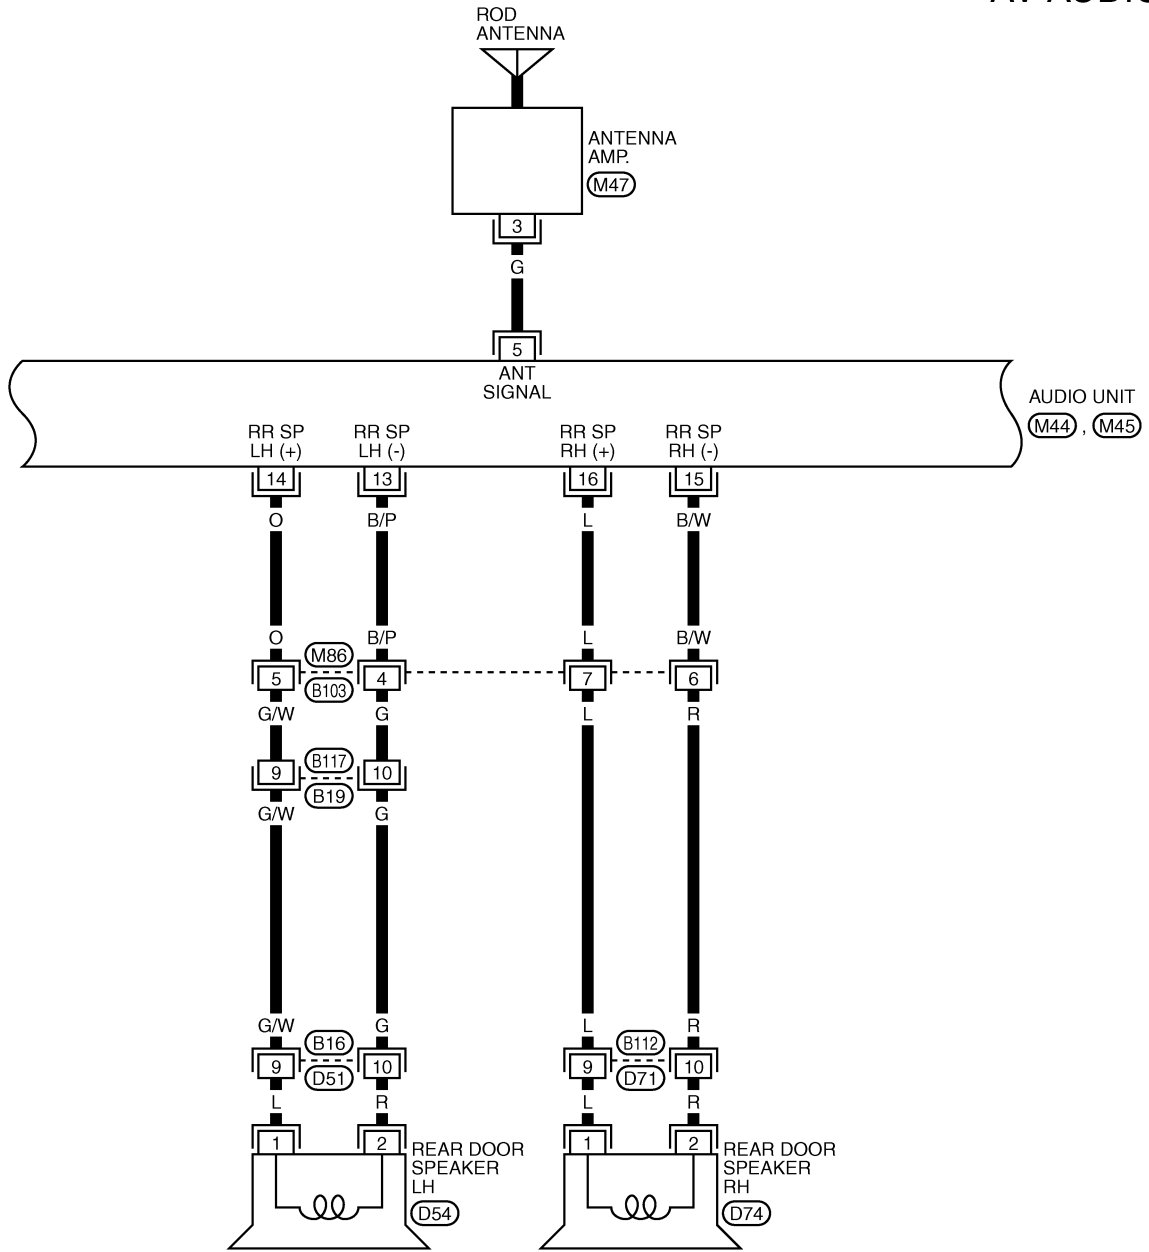 ROD
ANTENNA
ANTENNA
AMP.
M47
3
G
5
ANT
SIGNAL
AUDIO UNIT
M44 , M45
RR SP
LH (+)
RR SP
LH (-)
RR SP
RH (+)
RR SP
RH (-)
14 13 16 15
O B/P L B/W
O B/P L B/W
M86
5 4 7 6
B103
G/W G L R
B117
9 10
B19
G/W G
G/W G L R
B16 B112
9 10 9 10
D51 D71
L R L R
1 2 1 2
REAR DOOR
SPEAKER
LH
D54
REAR DOOR
SPEAKER
RH
D74